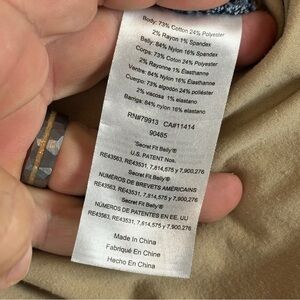 Body: 73% Cotton 24% Polyester
2% Rayon 1% Spandex
Belly: 84% Nylon 16% Spandex
Corps: 73% Coton 24% Polyester
2% Rayonne 1% Élasthanne
Ventre: 84% Nylon 16% Élasthanne
Cuerpo: 73% algodón 24% poliéster
2% viscosa 1% elastano
Barriga: 84% nylon 16% elastano
RN#79913 CA#11414
90485
Secret Fit Belly®
U.S. PATENT Nos.
RE43563, RE43531, 7,814,575 y 7,900,276
Secret Fit Belly®
NUMÉROS DE BREVETS AMÉRICAINS
RE43563, RE43531, 7,814,575 y 7,900,276
Secret Fit Belly®
NÚMEROS DE PATENTES EN EE. UU
RE43563, RE43531, 7,814,575 y 7,900,276
Made In China
Fabriqué En Chine
Hecho En China